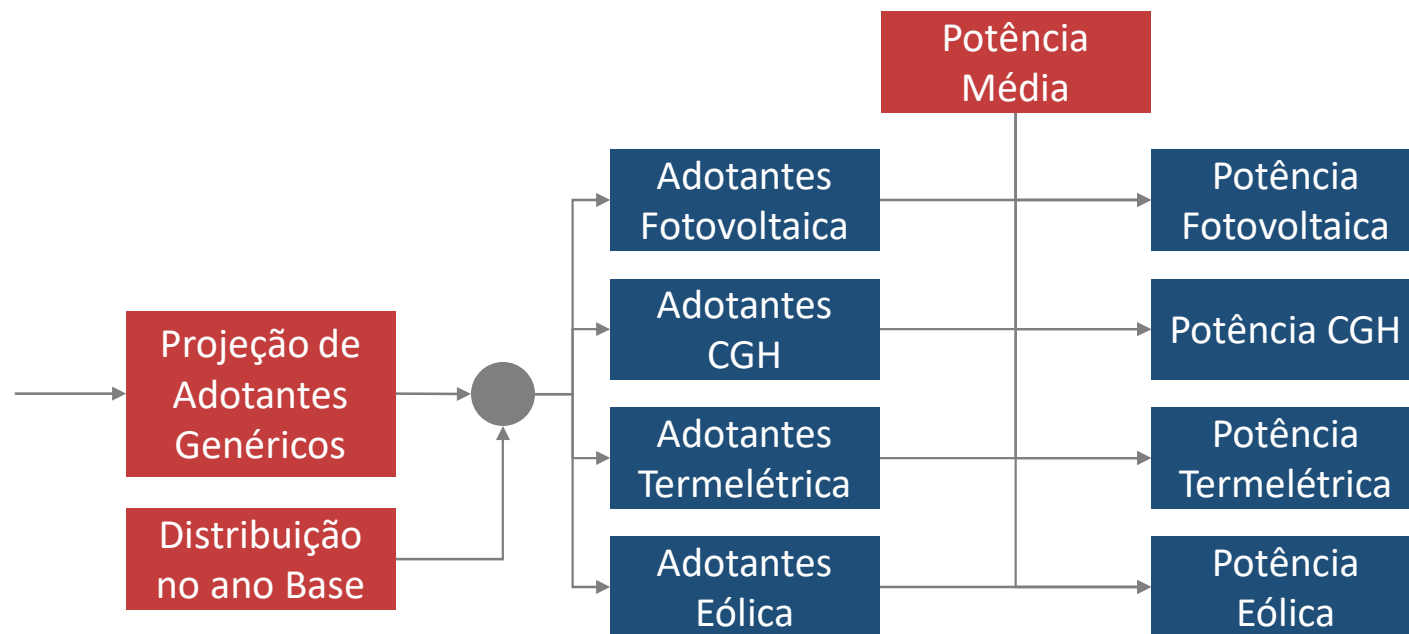 Potência
Média
Adotantes
Fotovoltaica
Potência
Fotovoltaica
Adotantes
CGH
Potência CGH
Projeção de
Adotantes
Genéricos
Adotantes
Termelétrica
Potência
Termelétrica
Distribuição
no ano Base
Adotantes
Eólica
Potência
Eólica